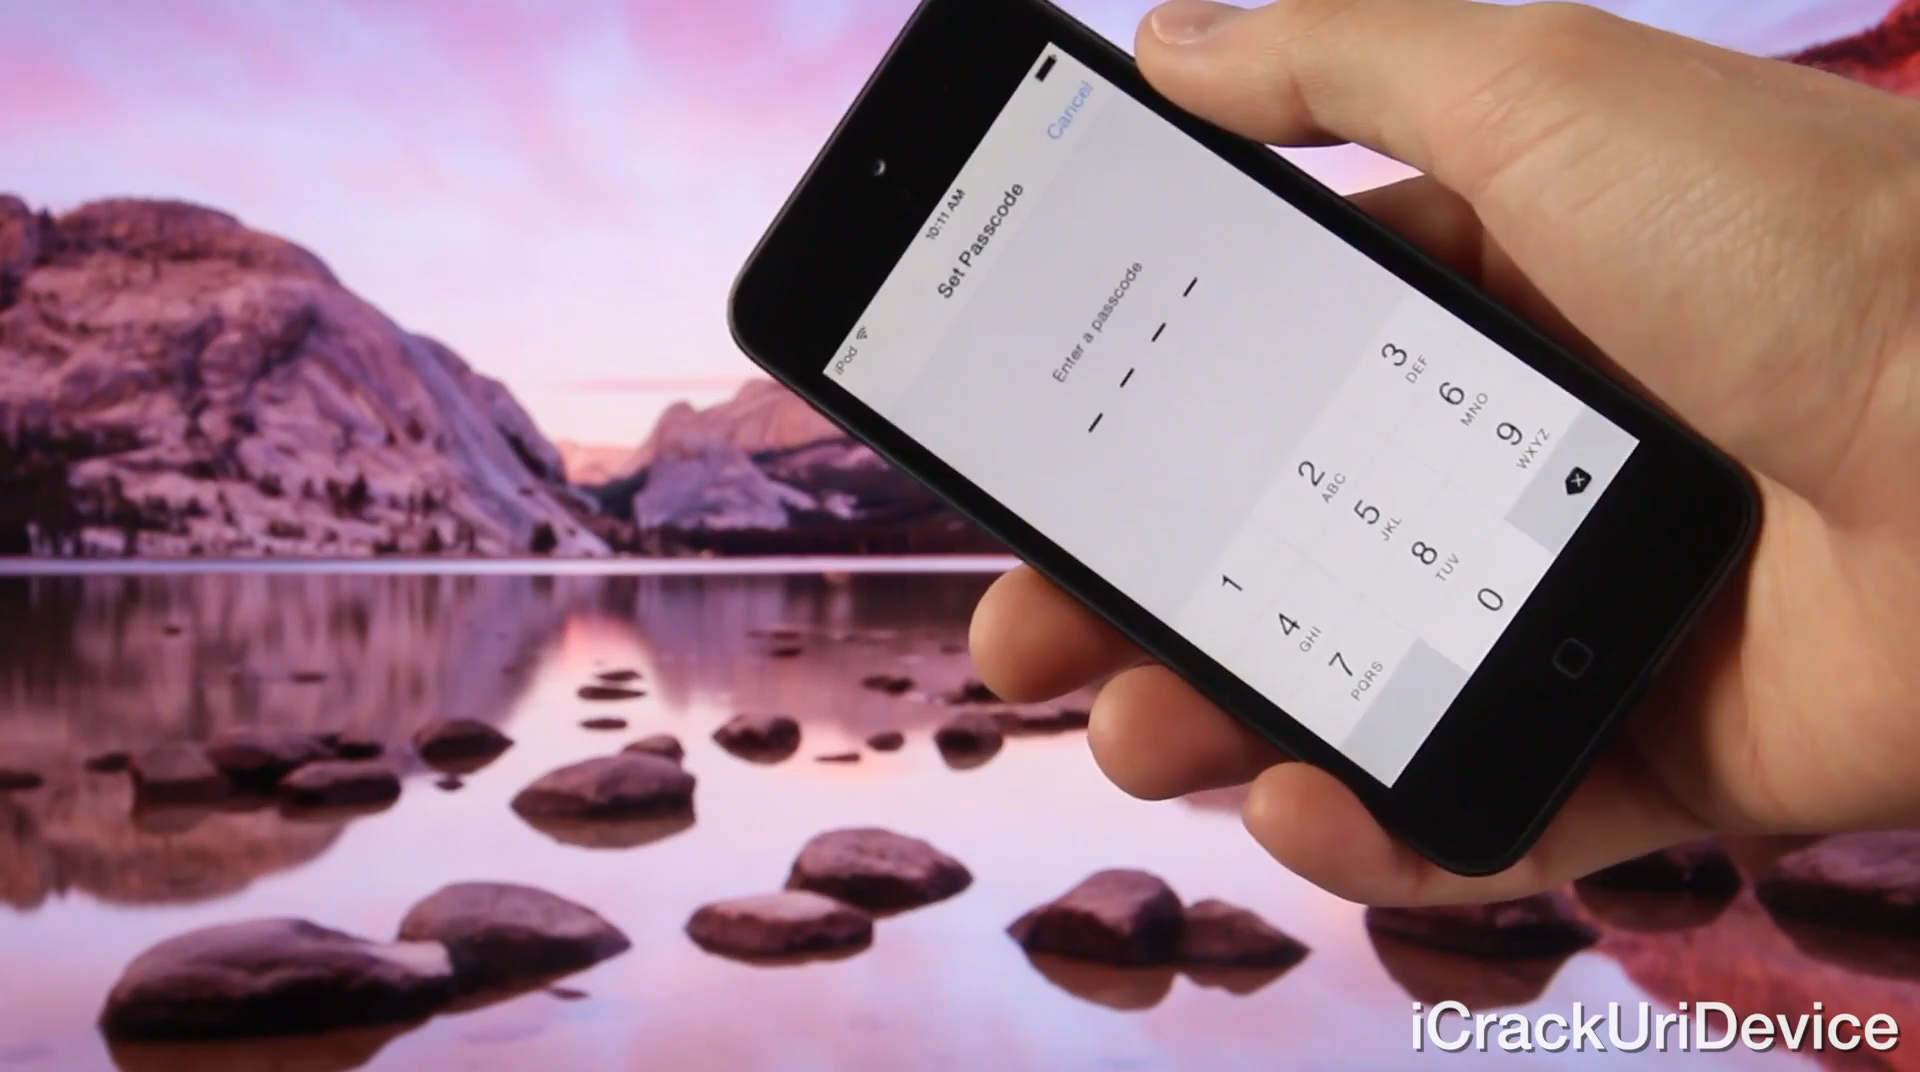 iPod 10:11 AM
Set Passcode Cancel
Enter a passcode
1 2 ABC 3 DEF
4 GHI 5 JKL 6 MNO
7 PQRS 8 TUV 9 WXYZ
0
iCrackUriDevice